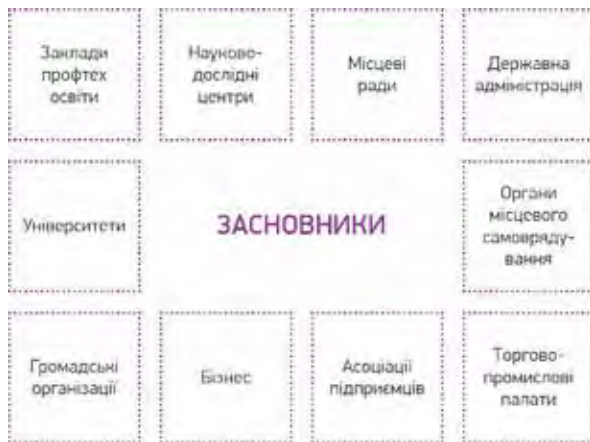 Заклади
профтех
освіти
Науково-
дослідні
центри
Місцеві
ради
Державна
адміністрація
Університети
ЗАСНОВНИКИ
Органи
місцевого
самовряду-
вання
Громадські
організації
Бізнес
Асоціації
підприємців
Торгово-
промислові
палати